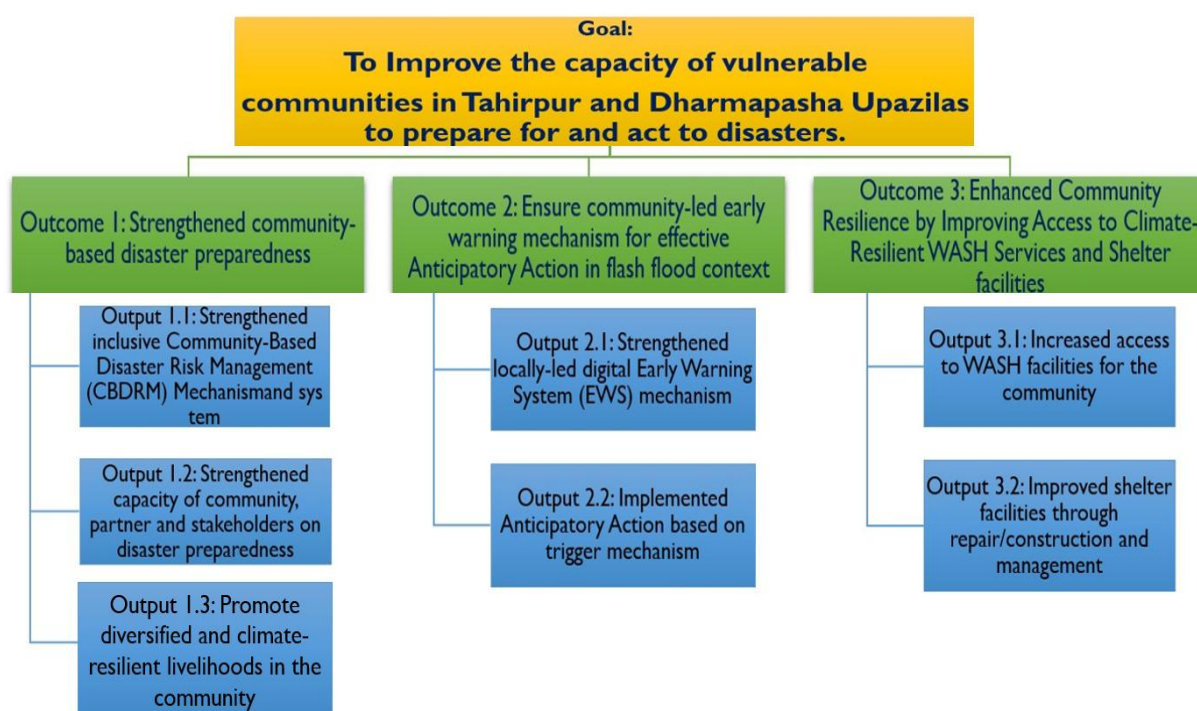 Goal:
To Improve the capacity of vulnerable
communities in Tahirpur and Dharmapasha Upazilas
to prepare for and act to disasters.
Outcome 1: Strengthened community-
based disaster preparedness
Output 1.1: Strengthened
inclusive Community-Based
Disaster Risk Management
(CBDRM) Mechanismand sys
tem
Output 1.2: Strengthened
capacity of community,
partner and stakeholders on
disaster preparedness
Output 1.3: Promote
diversified and climate-
resilient livelihoods in the
community
Outcome 2: Ensure community-led early
warning mechanism for effective
Anticipatory Action in flash flood context
Output 2.1: Strengthened
locally-led digital Early Warning
System (EWS) mechanism
Output 2.2: Implemented
Anticipatory Action based on
trigger mechanism
Outcome 3: Enhanced Community
Resilience by Improving Access to Climate-
Resilient WASH Services and Shelter
facilities
Output 3.1: Increased access
to WASH facilities for the
community
Output 3.2: Improved shelter
facilities through
repair/construction and
management